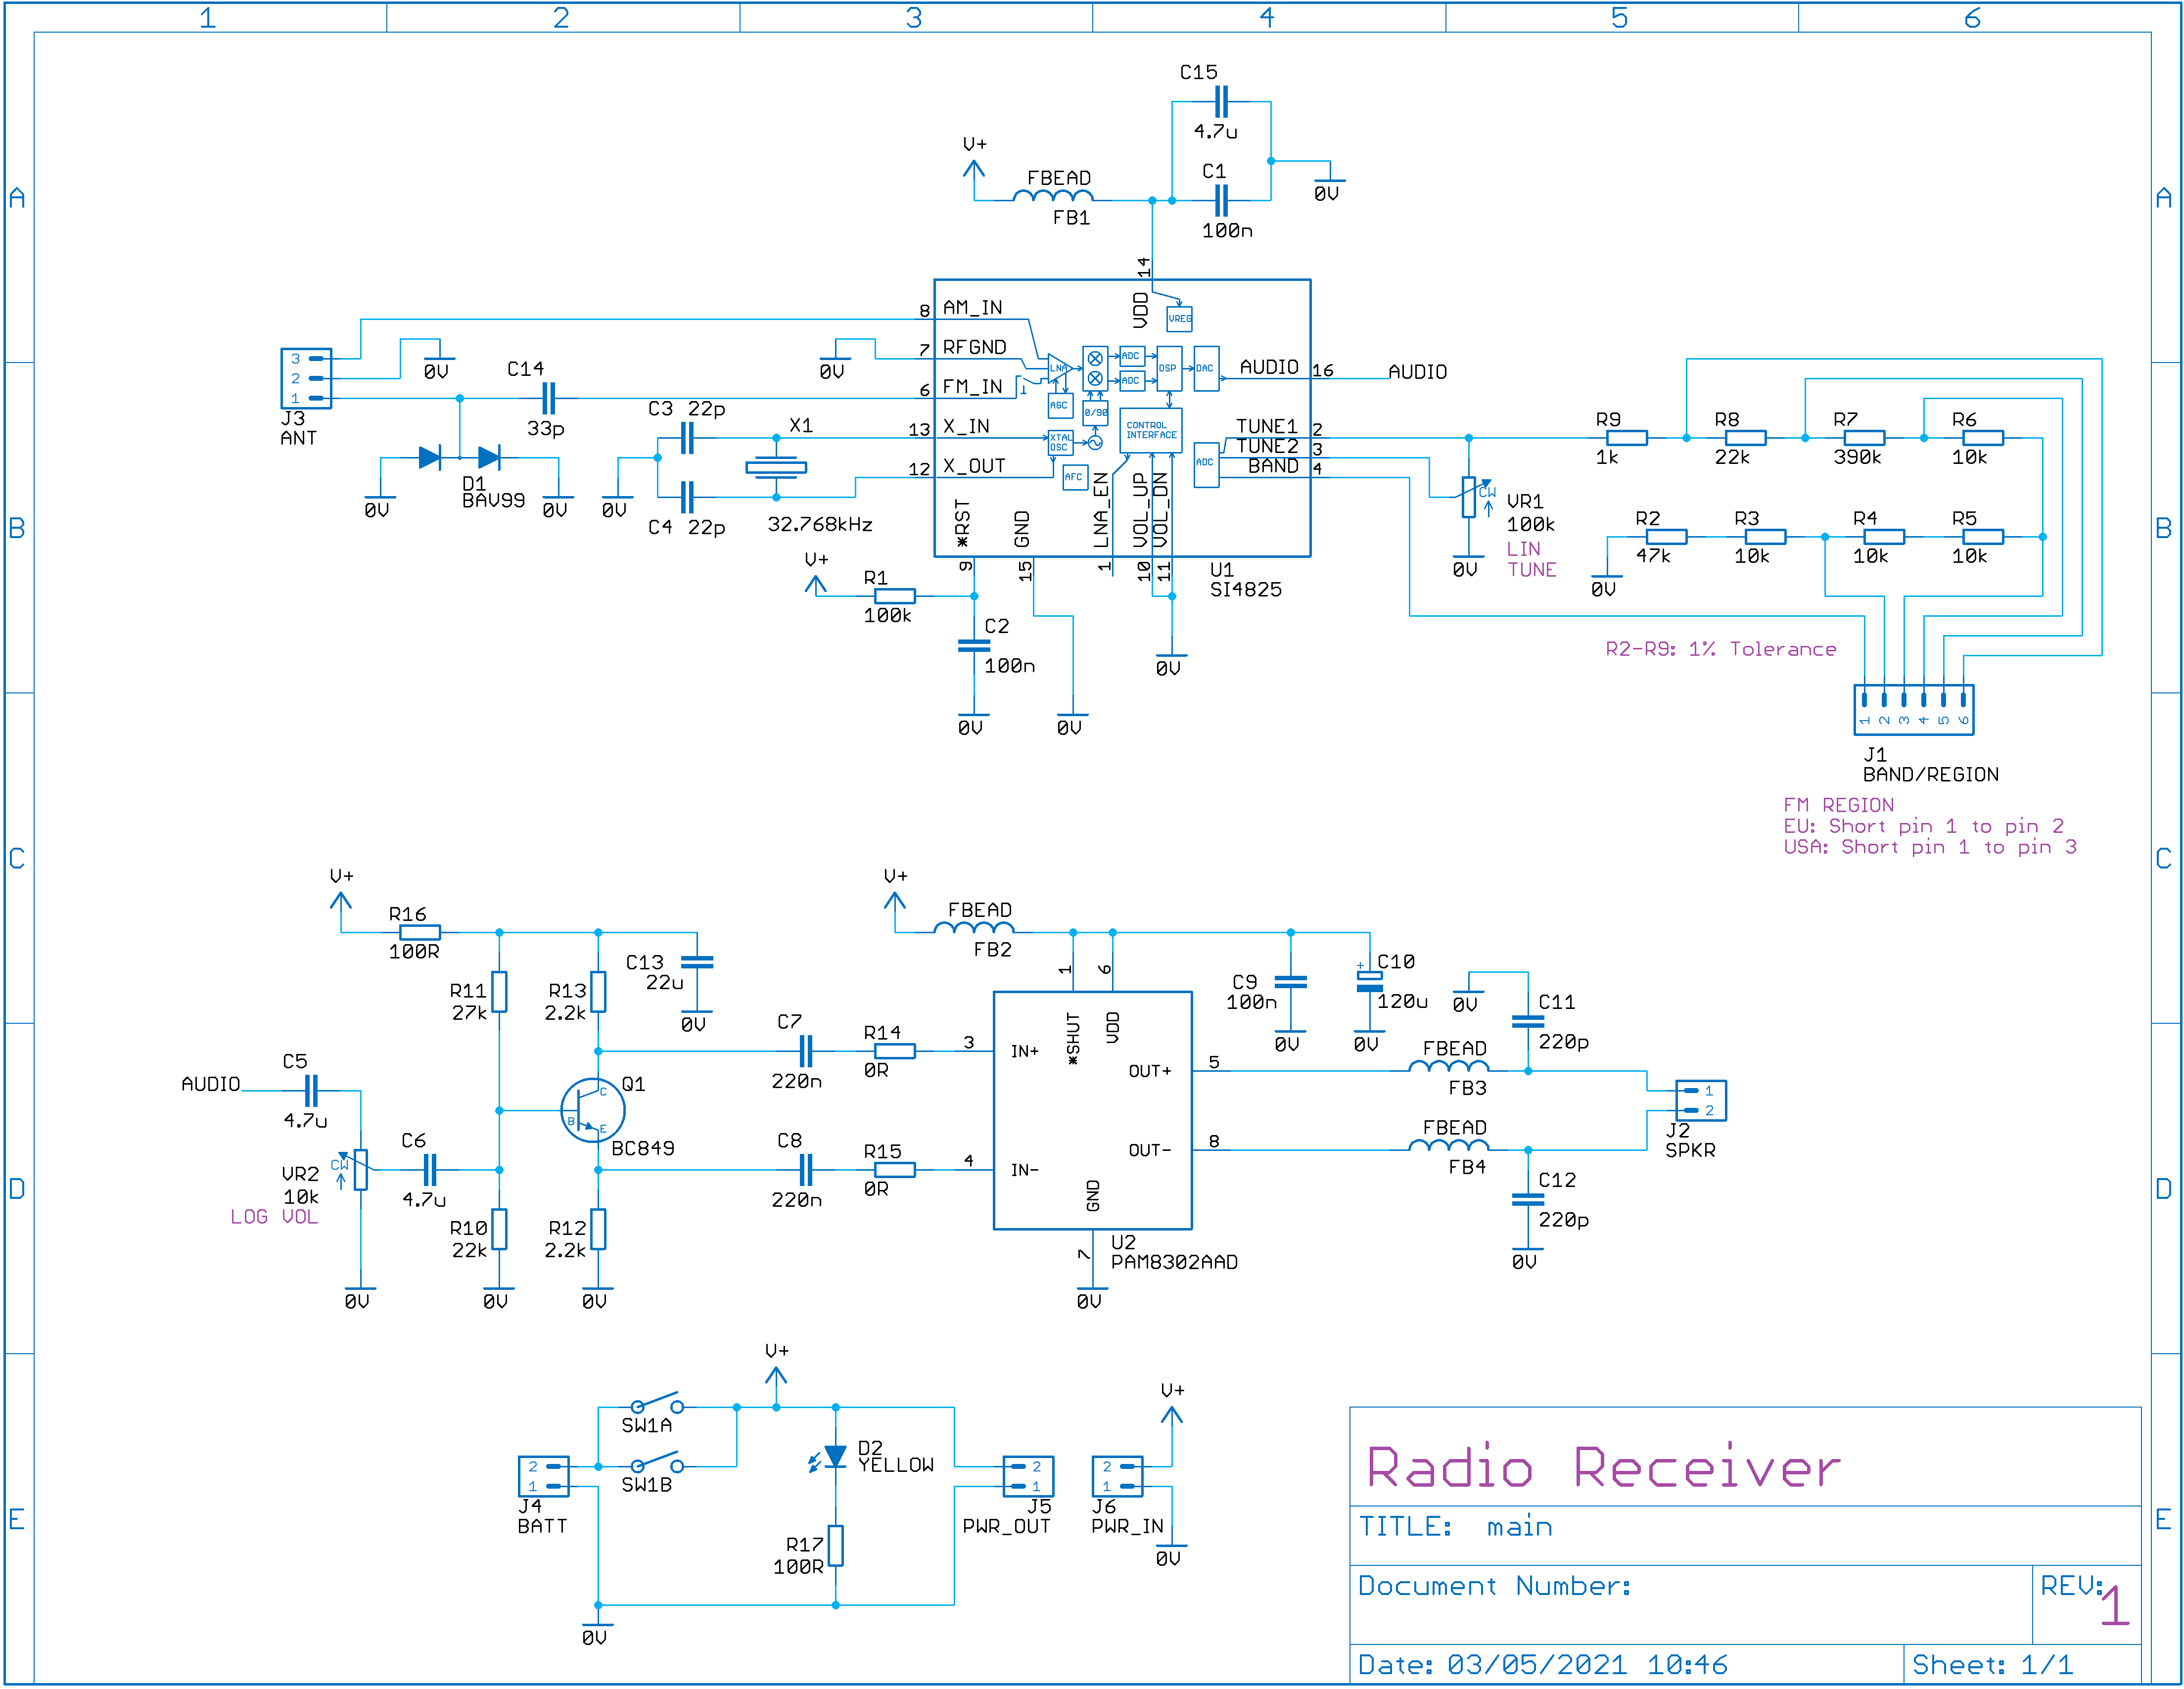 1 2 3 4 5 6
A A
B B
C C
D D
E E
C15
4.7u
V+
FBEAD
FB1
C1
100n
0V
14
VDD
VREG
8 AM_IN
7 RFGND
6 FM_IN
13 X_IN
12 X_OUT
LNA
AGC
ADC
ADC
DSP
DAC
0/90
XTAL
OSC
AFC
CONTROL
INTERFACE
ADC
AUDIO 16 AUDIO
TUNE1 2
TUNE2 3
BAND 4
*RST
GND
LNA_EN
VOL_UP
VOL_DN
9
15
1
10
11
U1
SI4825
3
2
1
J3
ANT
0V
C14
33p
0V
D1
BAV99
0V
0V
C3 22p
C4 22p
0V
X1
32.768kHz
V+
R1
100k
C2
100n
0V
0V
0V
CW
VR1
100k
LIN
TUNE
0V
R9
1k
R8
22k
R7
390k
R6
10k
R2
47k
R3
10k
R4
10k
R5
10k
0V
R2-R9: 1% Tolerance
1 2 3 4 5 6
J1
BAND/REGION
FM REGION
EU: Short pin 1 to pin 2
USA: Short pin 1 to pin 3
V+
R16
100R
R11
27k
R13
2.2k
C13
22u
0V
AUDIO
C5
4.7u
CW
VR2
10k
LOG VOL
0V
C6
4.7u
R10
22k
0V
Q1
C
B
E
BC849
R12
2.2k
0V
C7
220n
R14
0R
C8
220n
R15
0R
V+
FBEAD
FB2
1
6
3 IN+
4 IN-
*SHUT
VDD
OUT+ 5
OUT- 8
GND
7
0V
U2
PAM8302AAD
C9
100n
0V
+
C10
120u
0V
0V
C11
220p
FBEAD
FB3
FBEAD
FB4
C12
220p
0V
1
2
J2
SPKR
V+
SW1A
SW1B
2
1
J4
BATT
0V
D2
YELLOW
R17
100R
2
1
J5
PWR_OUT
V+
2
1
J6
PWR_IN
0V
Radio Receiver
TITLE: main
Document Number:
REV: 1
Date: 03/05/2021 10:46
Sheet: 1/1